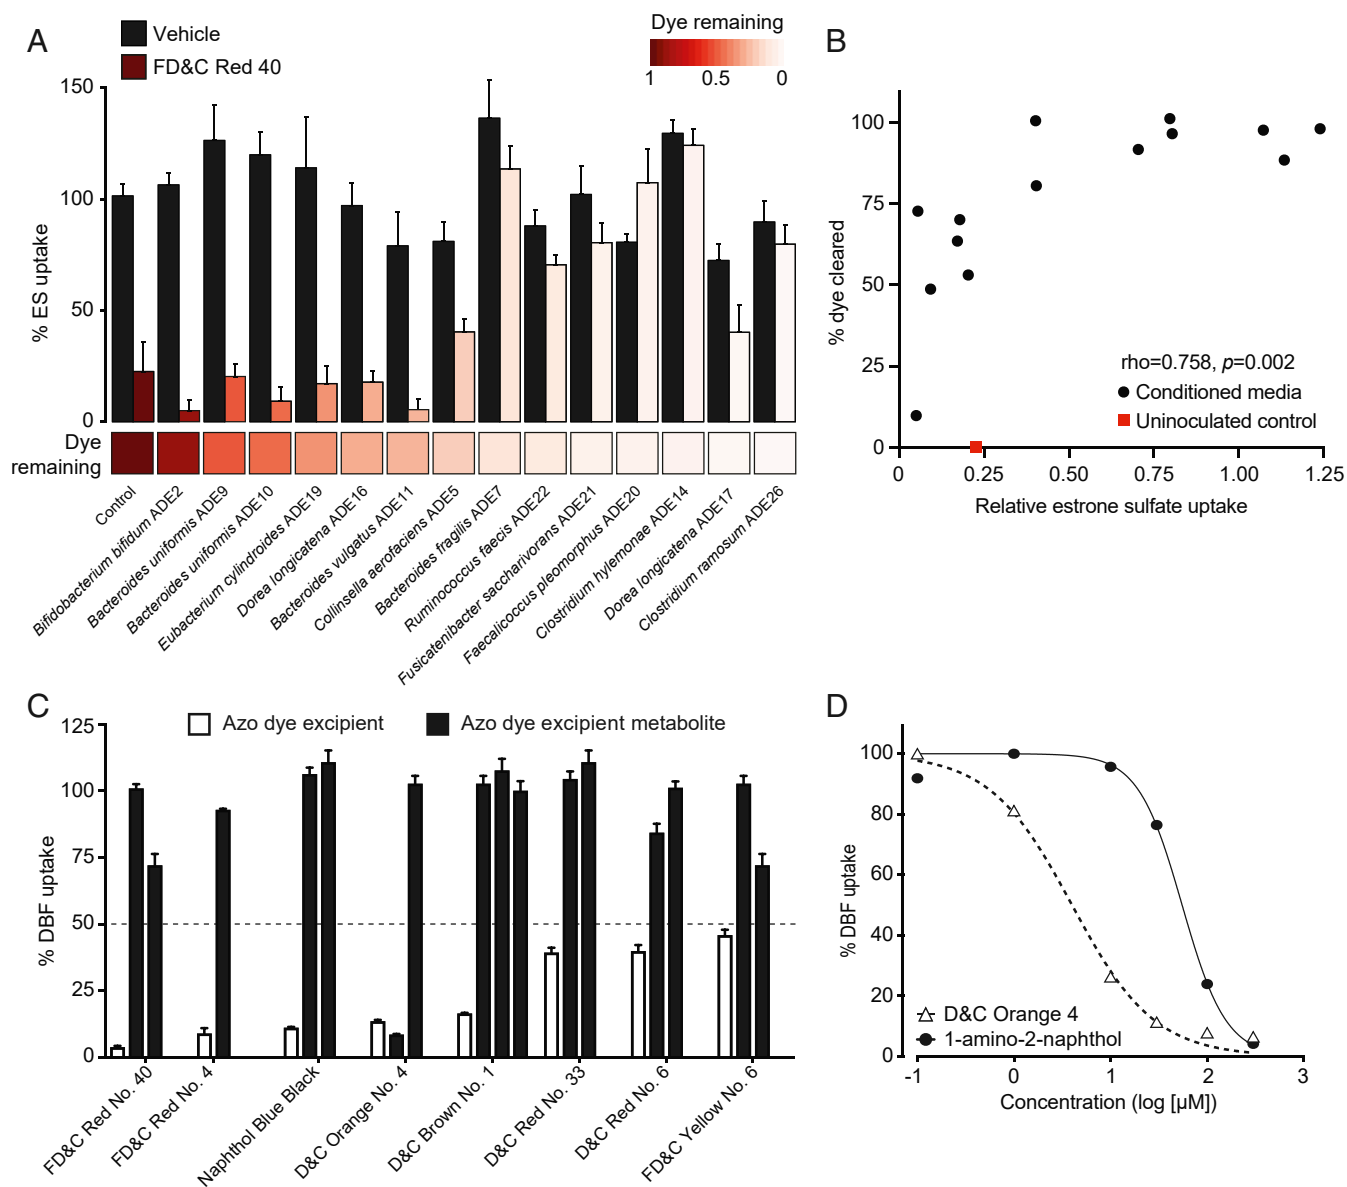 A
Vehicle
FD&C Red 40
Dye remaining
1 0.5 0
% ES uptake
150
100
50
0
Dye
remaining
Control
Bifidobacterium bifidum ADE2
Bacteroides uniformis ADE9
Bacteroides uniformis ADE10
Eubacterium cylindroides ADE19
Dorea longicatena ADE16
Bacteroides vulgatus ADE11
Collinsella aerofaciens ADE5
Bacteroides fragilis ADE7
Ruminococcus faecis ADE22
Fusicatenibacter saccharivorans ADE21
Faecalicoccus pleomorphus ADE20
Clostridium hylemonae ADE14
Dorea longicatena ADE17
Clostridium ramosum ADE26
B
% dye cleared
100
75
50
25
0
rho=0.758, p=0.002
Conditioned media
Uninoculated control
0 0.25 0.50 0.75 1.00 1.25
Relative estrone sulfate uptake
C
Azo dye excipient
Azo dye excipient metabolite
% DBF uptake
125
100
75
50
25
0
FD&C Red No. 40
FD&C Red No. 4
Naphthol Blue Black
D&C Orange No. 4
D&C Brown No. 1
D&C Red No. 33
D&C Red No. 6
FD&C Yellow No. 6
D
% DBF uptake
100
80
60
40
20
0
D&C Orange 4
1-amino-2-naphthol
-1 0 1 2 3
Concentration (log [µM])